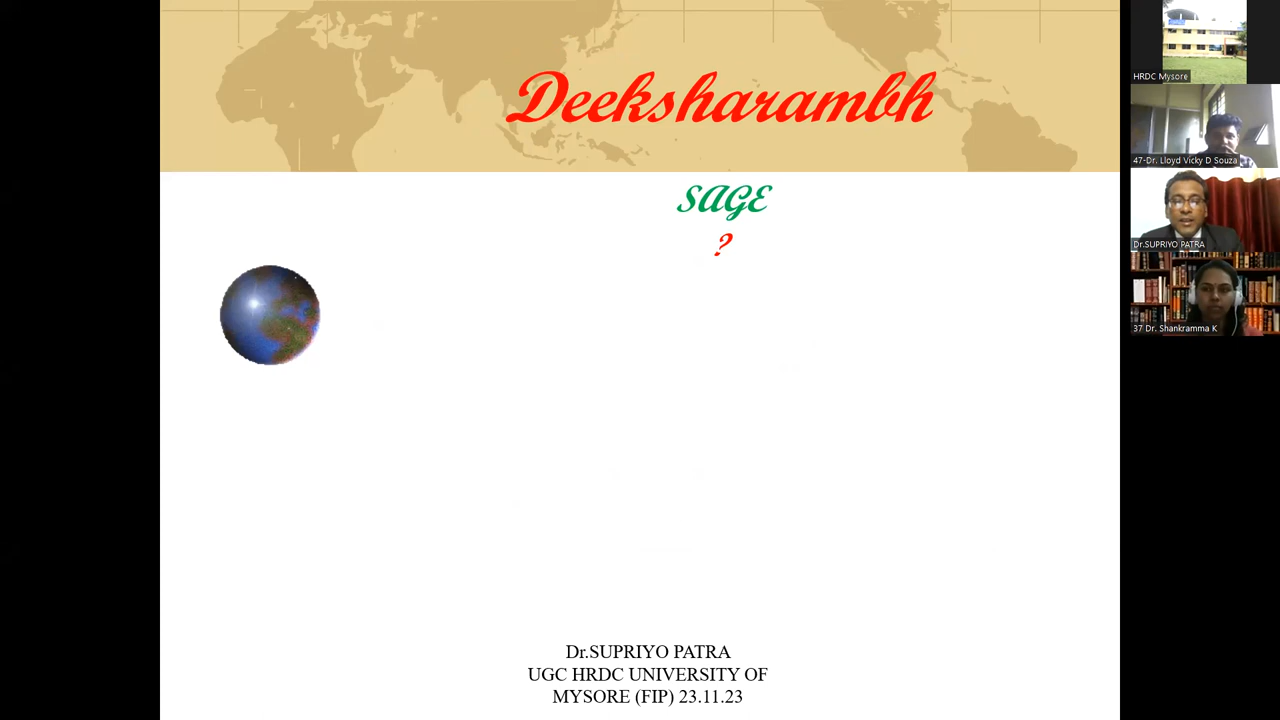 Deeksharambh
SAGE
?
Dr.SUPRIYO PATRA
UGC HRDC UNIVERSITY OF
MYSORE (FIP) 23.11.23
HRDC Mysore
47-Dr. Lloyd Vicky D Souza
Dr.SUPRIYO PATRA
37 Dr. Shankramma K